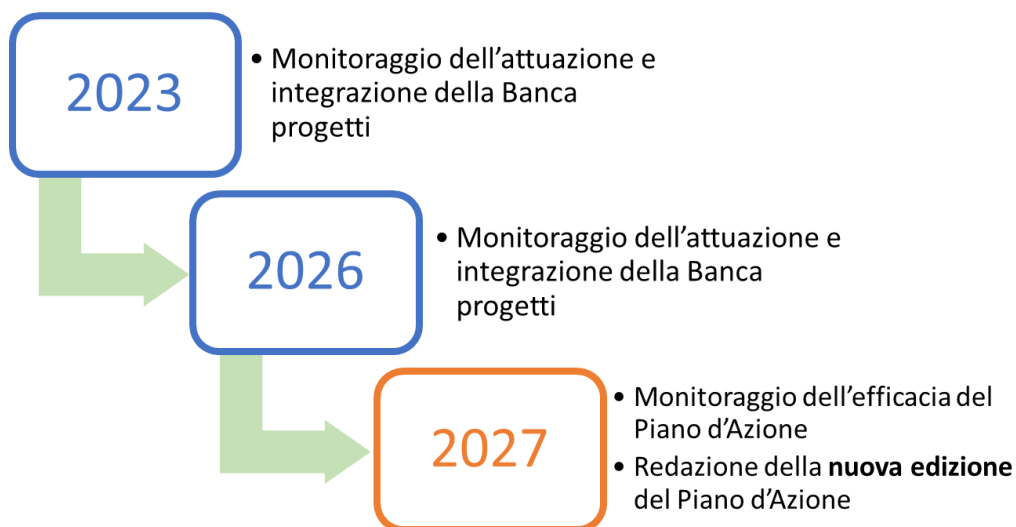 2023
• Monitoraggio dell’attuazione e
integrazione della Banca
progetti
2026
• Monitoraggio dell’attuazione e
integrazione della Banca
progetti
2027
• Monitoraggio dell’efficacia del
Piano d’Azione
• Redazione della nuova edizione
del Piano d’Azione